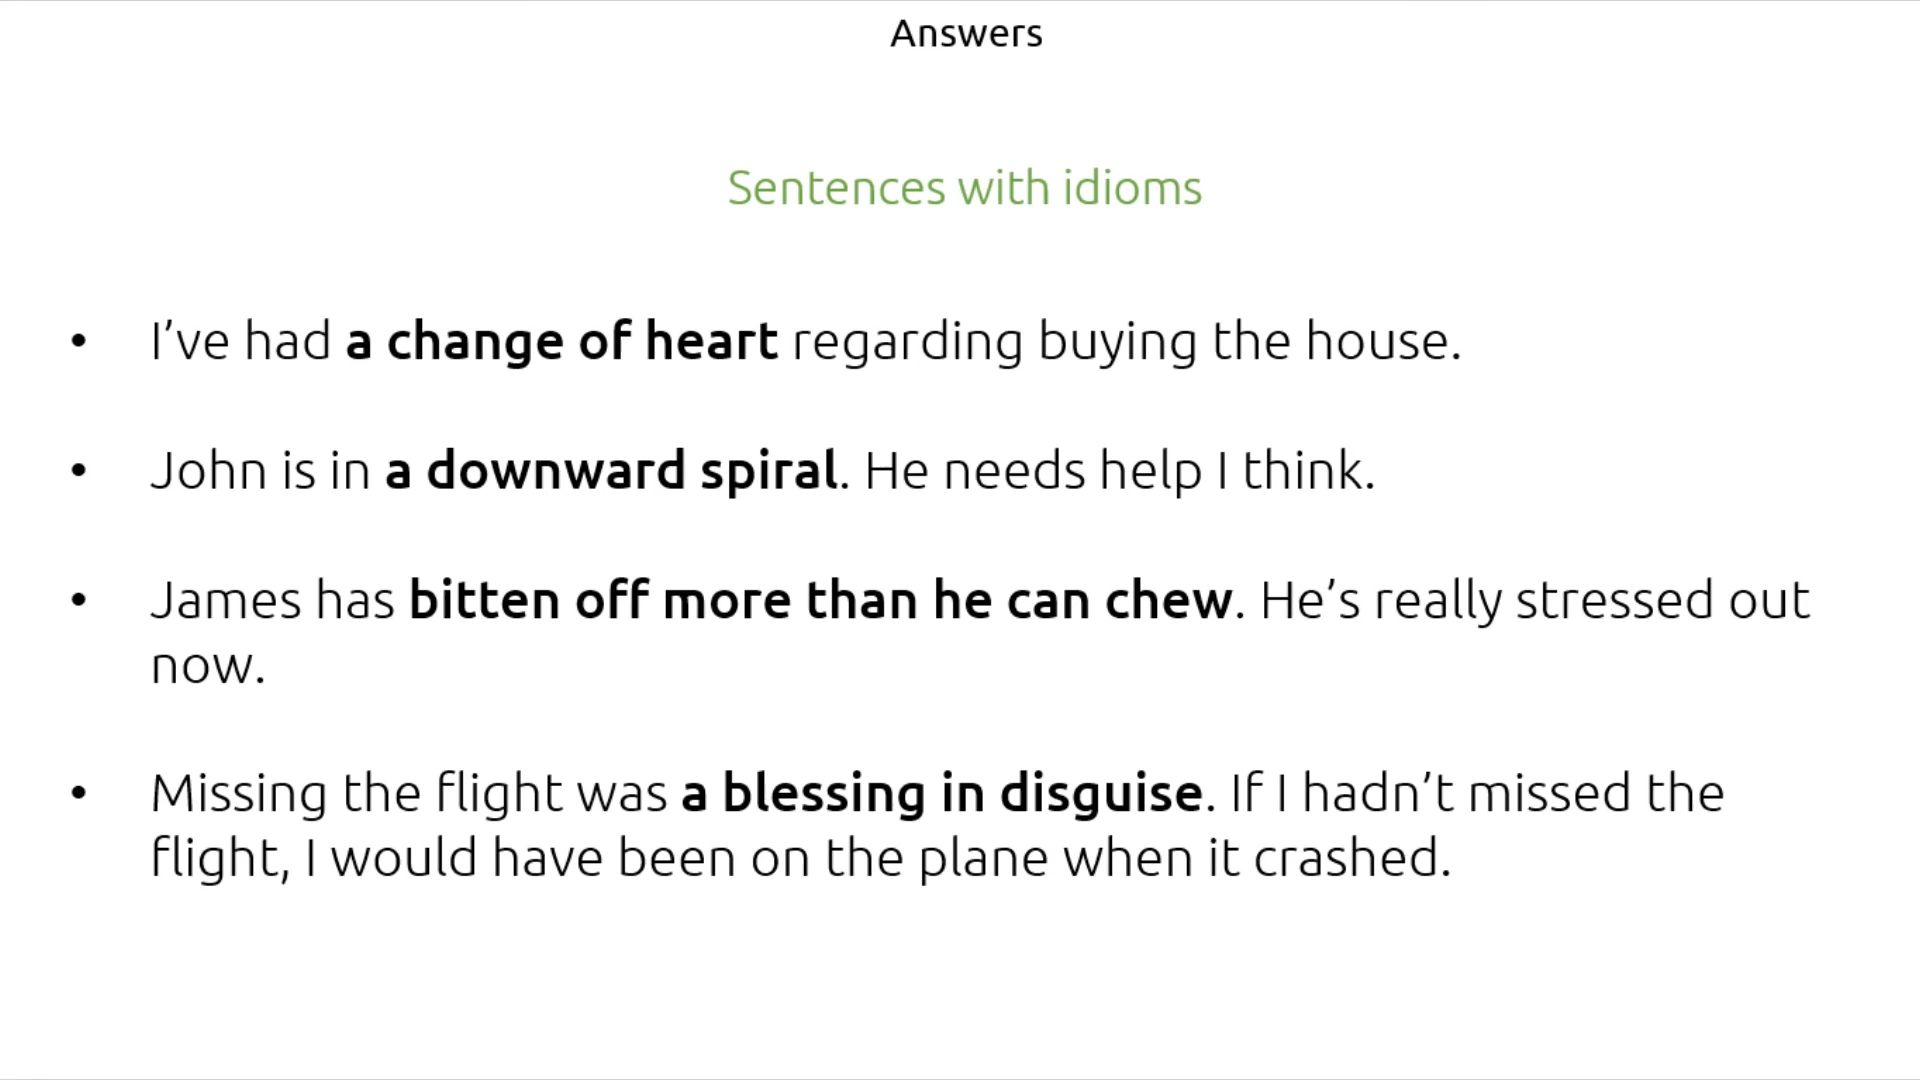 Answers
Sentences with idioms
• I’ve had a change of heart regarding buying the house.
• John is in a downward spiral. He needs help I think.
• James has bitten off more than he can chew. He’s really stressed out
now.
• Missing the flight was a blessing in disguise. If I hadn’t missed the
flight, I would have been on the plane when it crashed.